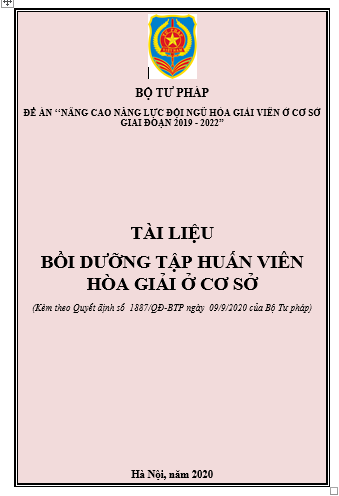 BỘ TƯ PHÁP
ĐỀ ÁN ‘‘NÂNG CAO NĂNG LỰC ĐỘI NGŨ HÒA GIẢI VIÊN Ở CƠ SỞ
GIAI ĐOẠN 2019 - 2022”
TÀI LIỆU
BỒI DƯỠNG TẬP HUẤN VIÊN
HÒA GIẢI Ở CƠ SỞ
(Kèm theo Quyết định số 1887/QĐ-BTP ngày 09/9/2020 của Bộ Tư pháp)
Hà Nội, năm 2020